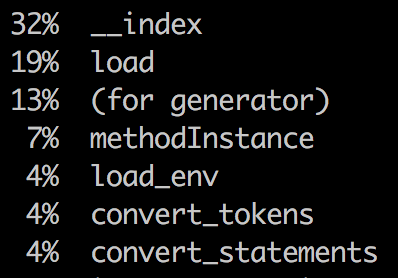 32% __index
19% load
13% (for generator)
7% methodInstance
4% load_env
4% convert_tokens
4% convert_statements